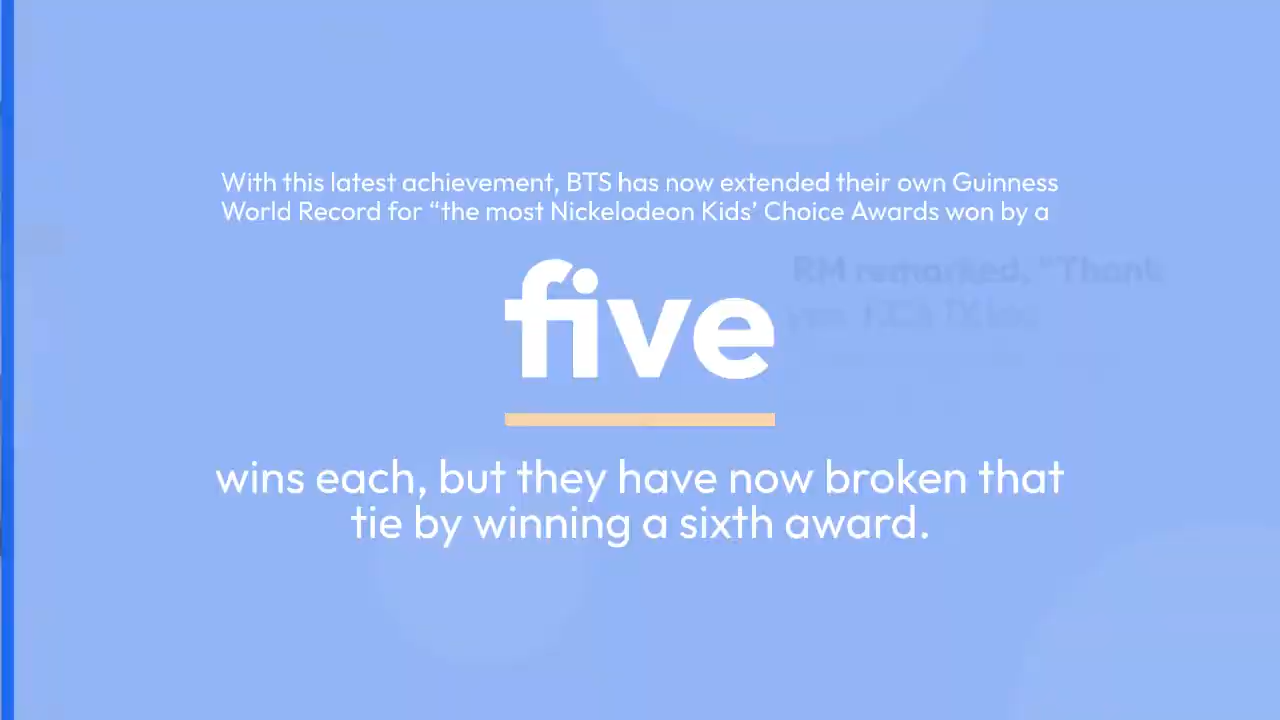 With this latest achievement, BTS has now extended their own Guinness
World Record for “the most Nickelodeon Kids’ Choice Awards won by a
five
RM remarked, “Thank
wins each, but they have now broken that
tie by winning a sixth award.